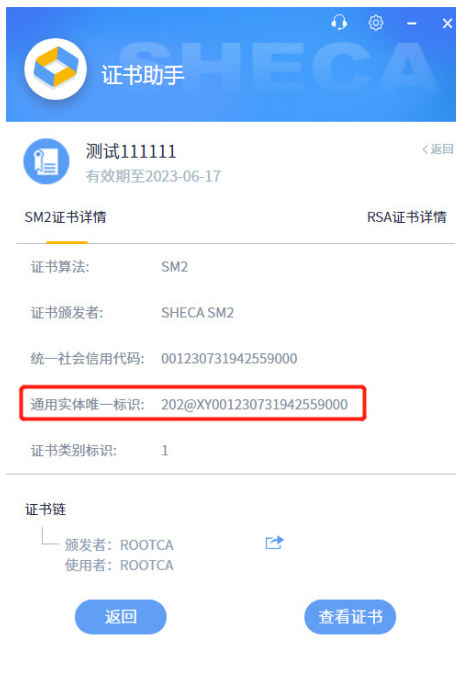 SHECA
证书助手
测试111111
<返回
有效期至2023-06-17
SM2证书详情
RSA证书详情
证书算法: SM2
证书颁发者: SHECA SM2
统一社会信用代码: 001230731942559000
通用实体唯一标识: 202@XY001230731942559000
证书类别标识: 1
证书链
颁发者：ROOTCA
使用者：ROOTCA
返回
查看证书